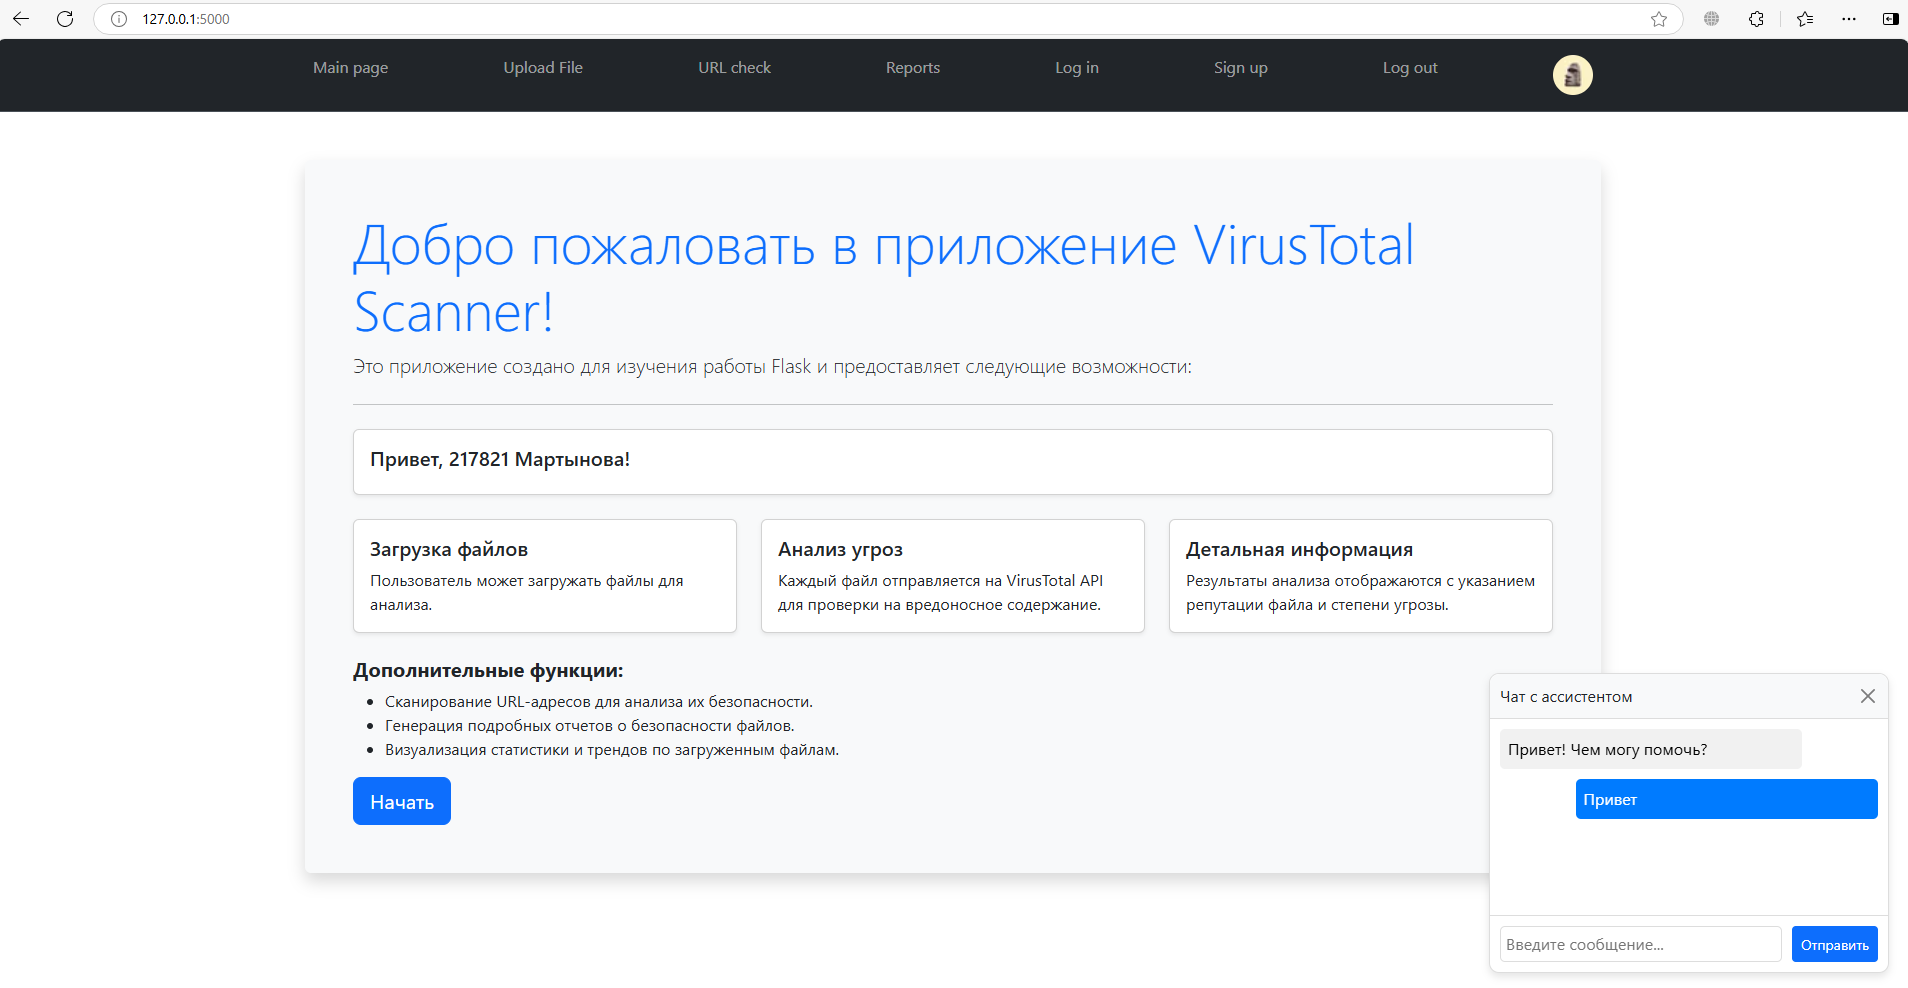 127.0.0.1:5000
Main page
Upload File
URL check
Reports
Log in
Sign up
Log out
Добро пожаловать в приложение VirusTotal
Scanner!
Это приложение создано для изучения работы Flask и предоставляет следующие возможности:
Привет, 217821 Мартынова!
Загрузка файлов
Пользователь может загружать файлы для
анализа.
Анализ угроз
Каждый файл отправляется на VirusTotal API
для проверки на вредоносное содержание.
Детальная информация
Результаты анализа отображаются с указанием
репутации файла и степени угрозы.
Дополнительные функции:
Сканирование URL-адресов для анализа их безопасности.
Генерация подробных отчетов о безопасности файлов.
Визуализация статистики и трендов по загруженным файлам.
Начать
Чат с ассистентом
Привет! Чем могу помочь?
Привет
Введите сообщение...
Отправить